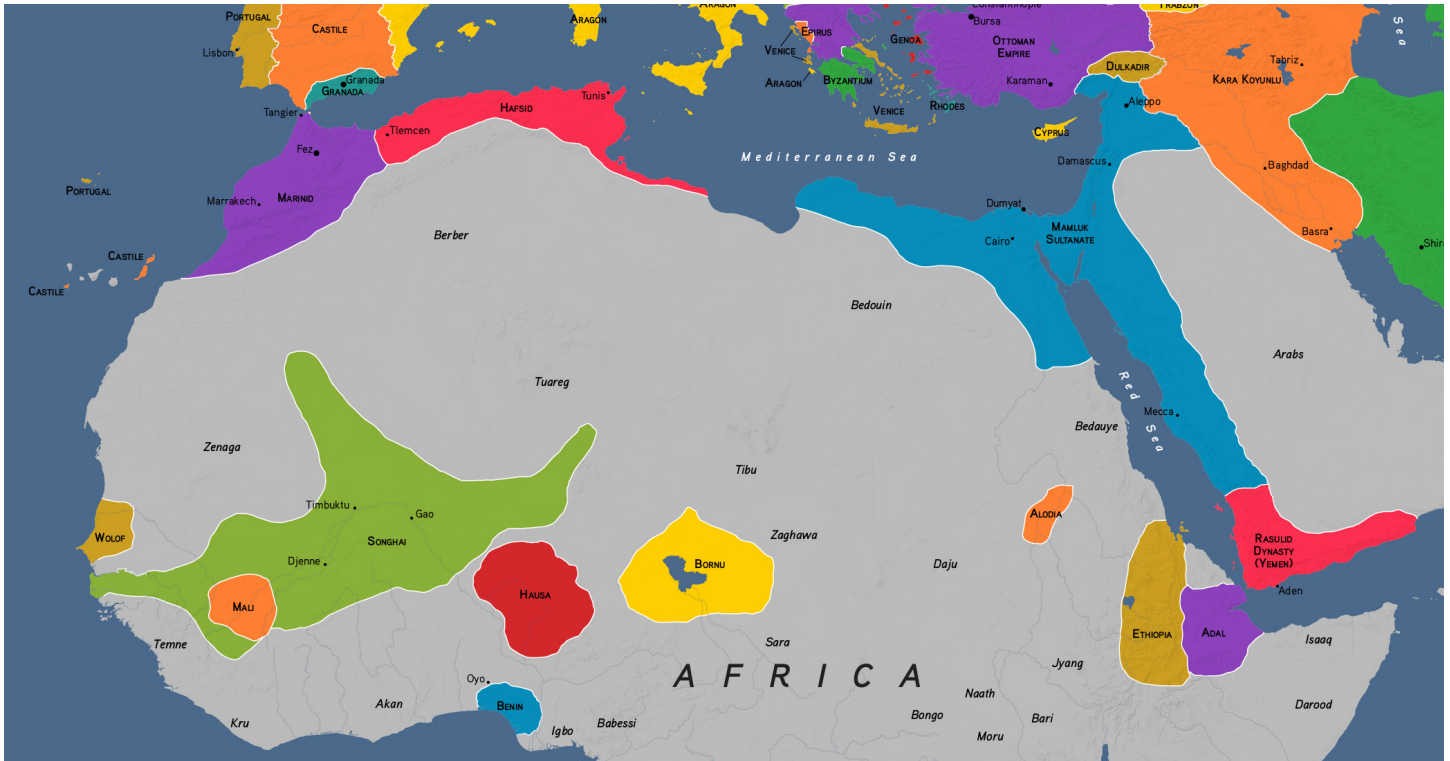 PORTUGAL
CASTILE
Lisbon
Granada
GRANADA
ARAGON
ARAGON
EPIRUS
VENICE
ARAGON
BYZANTIUM
GENOA
VENICE
RHODES
Constantinople
Bursa
OTTOMAN
EMPIRE
Karaman
TRABZON
DULKADIR
KARA KOYUNLU
Tabriz
Sea
Tangier
Fez
Marrakech
MARINID
Tlemcen
HAFSID
Tunis
Mediterranean Sea
CYPRUS
Aleppo
Damascus
Baghdad
Basra
Shir
Dumyat
Cairo
MAMLUK
SULTANATE
PORTUGAL
CASTILE
CASTILE
Berber
Bedouin
Arabs
Tuareg
Zenaga
Tibu
Bedauye
Red Sea
Mecca
WOLOF
Timbuktu
Gao
Djenne
SONGHAI
MALI
HAUSA
BORNU
Zaghawa
Daju
ALODIA
RASULID
DYNASTY
(YEMEN)
Aden
ETHIOPIA
ADAL
Isaaq
Darood
Temne
Kru
Akan
Oyo
BENIN
Igbo
Babessi
Sara
AFRICA
Jyang
Naath
Bongo
Bari
Moru